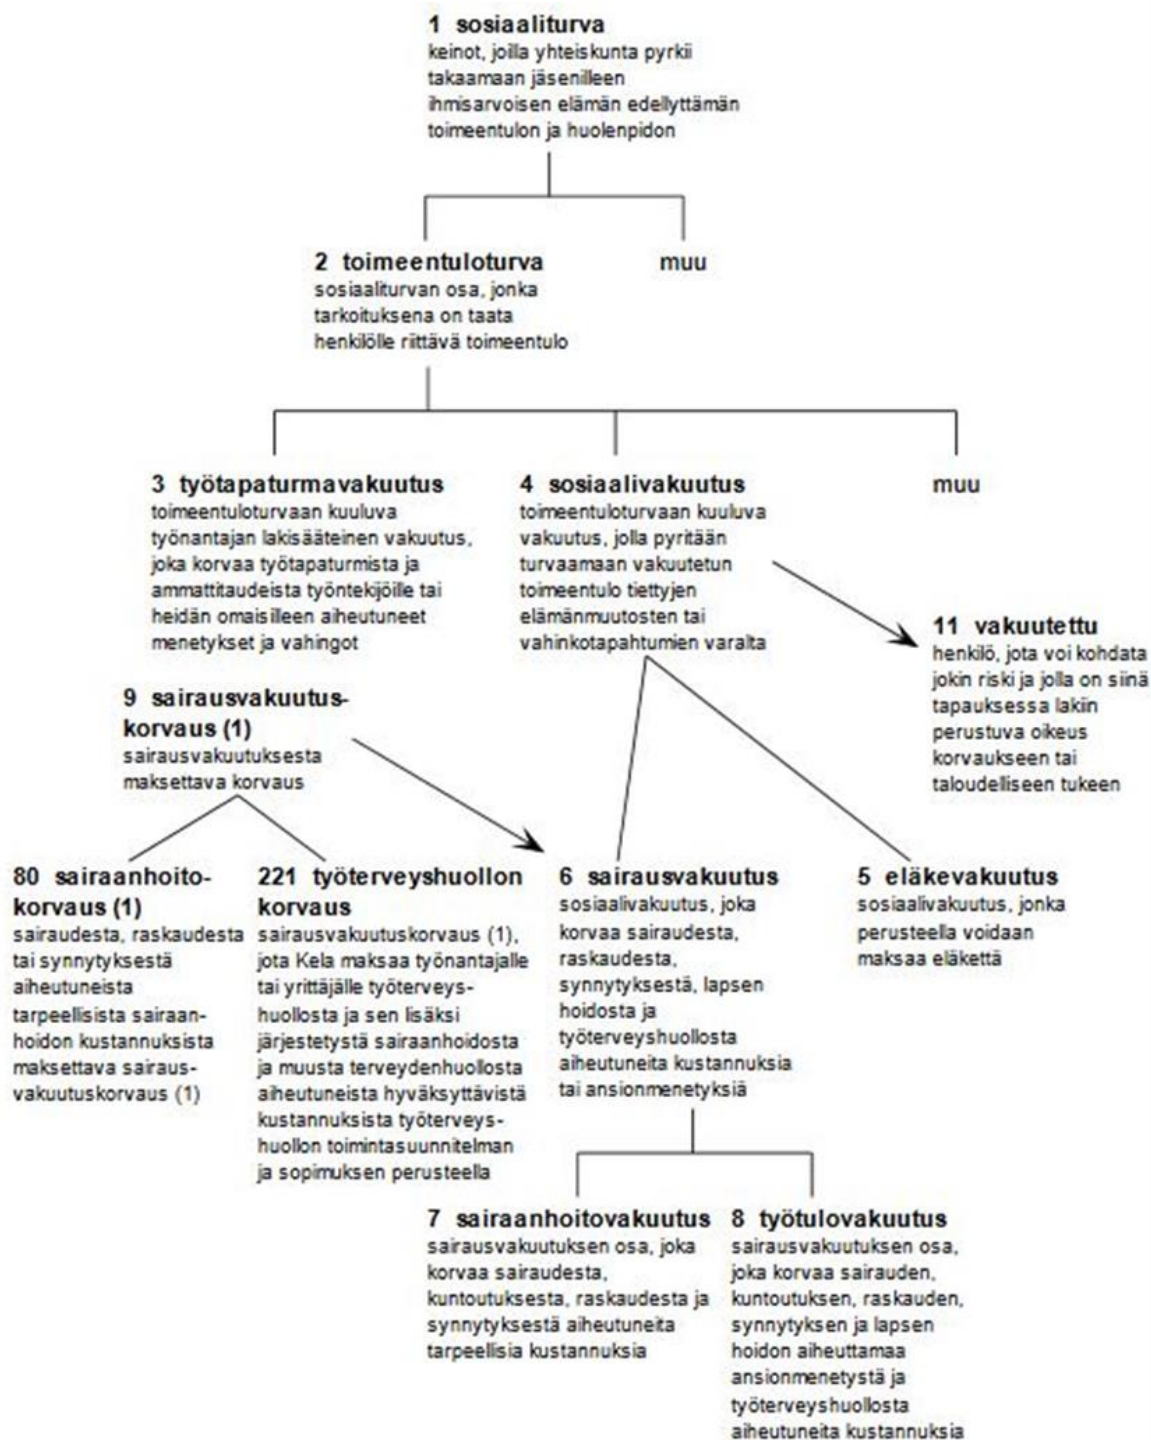 1 sosiaaliturva
keinot, joilla yhteiskunta pyrkii
takaamaan jäsenilleen
ihmisarvoisen elämän edellyttämän
toimeentulon ja huolenpidon
2 toimeentuloturva
sosiaaliturvan osa, jonka
tarkoituksena on taata
henkilölle riittävä toimeentulo
muu
3 työtapaturmavakuutus
toimeentuloturvaan kuuluva
työnantajan lakisääteinen vakuutus,
joka korvaa työtapaturmista ja
ammattitaudeista työntekijöille tai
heidän omaisilleen aiheutuneet
menetykset ja vahingot
4 sosiaalivakuutus
toimeentuloturvaan kuuluva
vakuutus, jolla pyritään
turvaamaan vakuutetun
toimeentulo tiettyjen
elämänmuutosten tai
vahinkotapahtumien varalta
muu
11 vakuutettu
henkilö, jota voi kohdata
jokin riski ja jolla on siinä
tapauksessa lakiin
perustuva oikeus
korvaukseen tai
taloudelliseen tukeen
9 sairausvakuutus-
korvaus (1)
sairausvakuutuksesta
maksettava korvaus
80 sairaanhoito-
korvaus (1)
sairaudesta, raskaudesta
tai synnytyksestä
aiheutuneista
tarpeellisista sairaan-
hoidon kustannuksista
maksettava sairaus-
vakuutuskorvaus (1)
221 työterveyshuollon
korvaus
sairausvakuutuskorvaus (1),
jota Kela maksaa työnantajalle
tai yrittäjälle työterveys-
huollosta ja sen lisäksi
järjestetystä sairaanhoidosta
ja muusta terveydenhuollosta
aiheutuneista hyväksyttävistä
kustannuksista työterveys-
huollon toimintasuunnitelman
ja sopimuksen perusteella
6 sairausvakuutus
sosiaalivakuutus, joka
korvaa sairaudesta,
raskaudesta,
synnytyksestä, lapsen
hoidosta ja
työterveyshuollosta
aiheutuneita kustannuksia
tai ansionmenetyksiä
5 eläkevakuutus
sosiaalivakuutus, jonka
perusteella voidaan
maksaa eläkettä
7 sairaanhoitovakuutus
sairausvakuutuksen osa, joka
korvaa sairaudesta,
kuntoutuksesta, raskaudesta ja
synnytyksestä aiheutuneita
tarpeellisia kustannuksia
8 työtulovakuutus
sairausvakuutuksen osa,
joka korvaa sairauden,
kuntoutuksen, raskauden,
synnytyksen ja lapsen
hoidon aiheuttamaa
ansionmenetystä ja
työterveyshuollosta
aiheutuneita kustannuksia